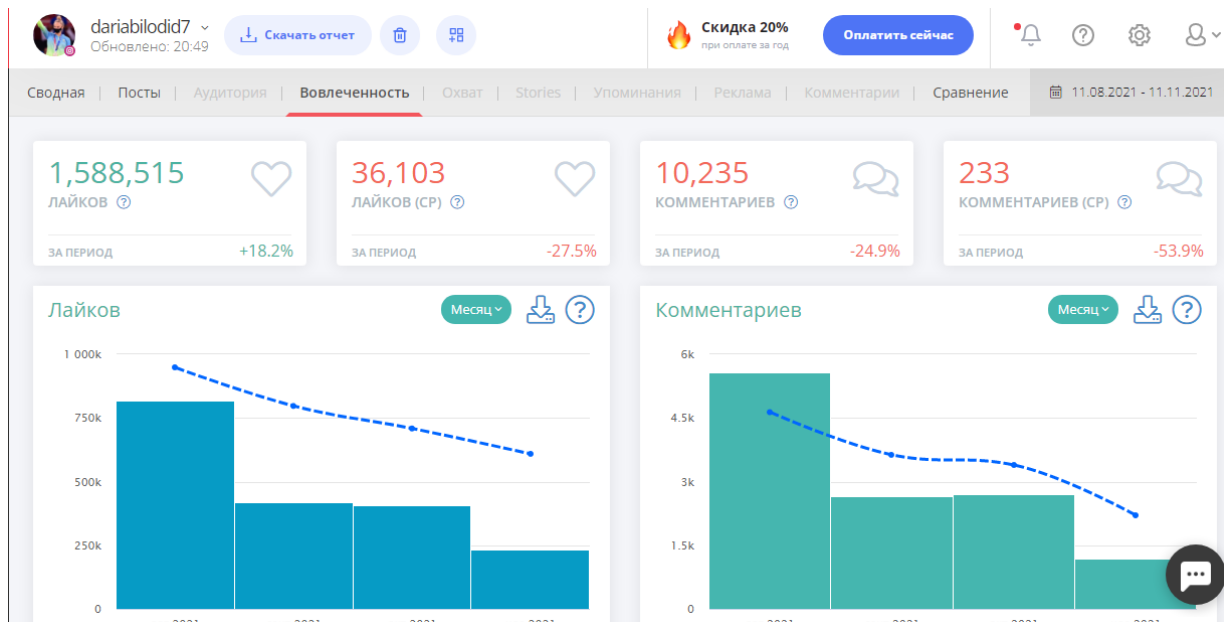 dariabilodid7
Обновлено: 20:49
Скачать отчет
Скидка 20%
при оплате за год
Оплатить сейчас
Сводная | Посты | Аудитория | Вовлеченность | Охват | Stories | Упоминания | Реклама | Комментарии | Сравнение
11.08.2021 - 11.11.2021
1,588,515
ЛАЙКОВ ?
ЗА ПЕРИОД +18.2%
36,103
ЛАЙКОВ (СР) ?
ЗА ПЕРИОД -27.5%
10,235
КОММЕНТАРИЕВ ?
ЗА ПЕРИОД -24.9%
233
КОММЕНТАРИЕВ (СР) ?
ЗА ПЕРИОД -53.9%
Лайков
Месяц
?
1 000k
750k
500k
250k
0
Комментариев
Месяц
?
6k
4.5k
3k
1.5k
0